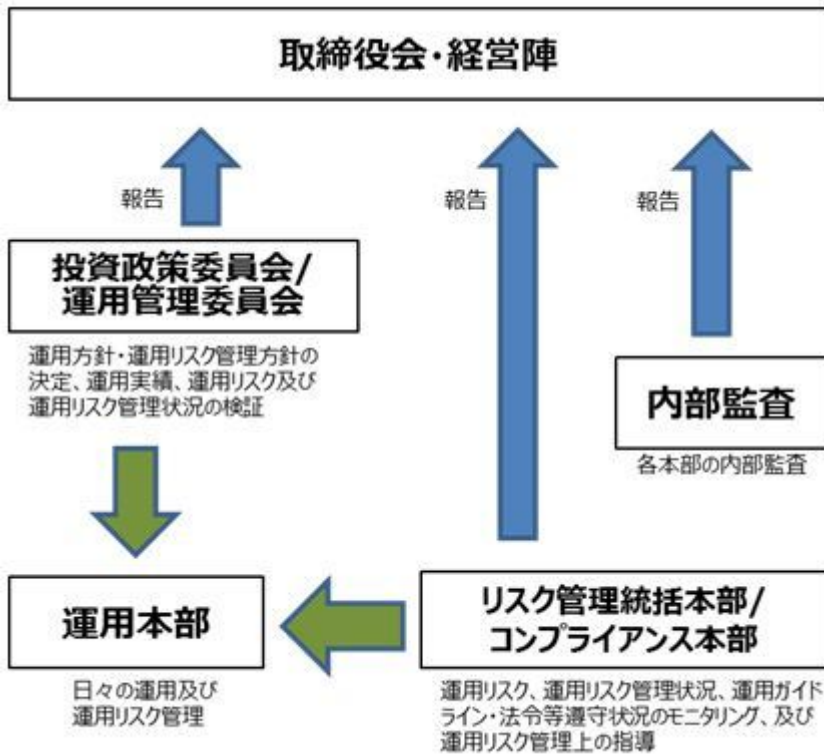 取締役会・経営陣
報告
報告
報告
投資政策委員会/
運用管理委員会
運用方針・運用リスク管理方針の
決定、運用実績、運用リスク及び
運用リスク管理状況の検証
内部監査
各本部の内部監査
運用本部
日々の運用及び
運用リスク管理
リスク管理統括本部/
コンプライアンス本部
運用リスク、運用リスク管理状況、運用ガイド
ライン・法令等遵守状況のモニタリング、及び
運用リスク管理上の指導